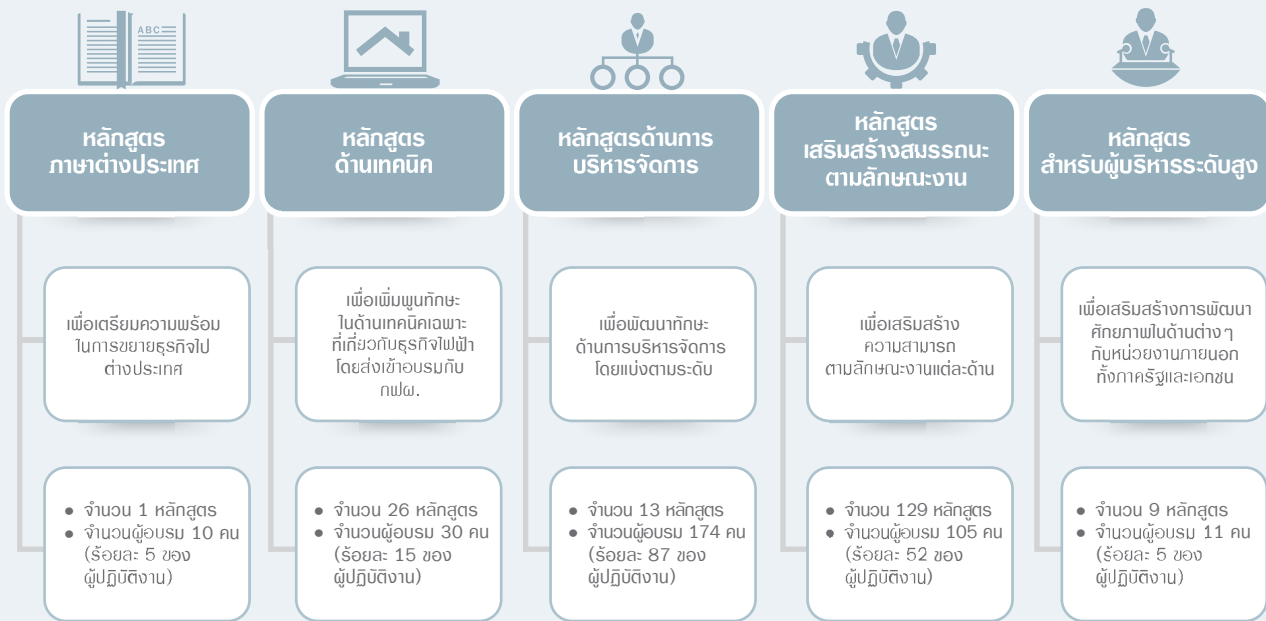 ABC
หลักสูตร
ภาษาต่างประเทศ
เพื่อเตรียมความพร้อม
ในการขยายธุรกิจไป
ต่างประเทศ
• จำนวน 1 หลักสูตร
• จำนวนผู้อบรม 10 คน
(ร้อยละ 5 ของ
ผู้ปฏิบัติงาน)
หลักสูตร
ด้านเทคนิค
เพื่อเพิ่มพูนทักษะ
ในด้านเทคนิคเฉพาะ
ที่เกี่ยวกับธุรกิจไฟฟ้า
โดยส่งเข้าอบรมกับ
กฟผ.
• จำนวน 26 หลักสูตร
• จำนวนผู้อบรม 30 คน
(ร้อยละ 15 ของ
ผู้ปฏิบัติงาน)
หลักสูตรด้านการ
บริหารจัดการ
เพื่อพัฒนาทักษะ
ด้านการบริหารจัดการ
โดยแบ่งตามระดับ
• จำนวน 13 หลักสูตร
• จำนวนผู้อบรม 174 คน
(ร้อยละ 87 ของ
ผู้ปฏิบัติงาน)
หลักสูตร
เสริมสร้างสมรรถนะ
ตามลักษณะงาน
เพื่อเสริมสร้าง
ความสามารถ
ตามลักษณะงานแต่ละด้าน
• จำนวน 129 หลักสูตร
• จำนวนผู้อบรม 105 คน
(ร้อยละ 52 ของ
ผู้ปฏิบัติงาน)
หลักสูตร
สำหรับผู้บริหารระดับสูง
เพื่อเสริมสร้างการพัฒนา
ศักยภาพในด้านต่างๆ
กับหน่วยงานภายนอก
ทั้งภาครัฐและเอกชน
• จำนวน 9 หลักสูตร
• จำนวนผู้อบรม 11 คน
(ร้อยละ 5 ของ
ผู้ปฏิบัติงาน)